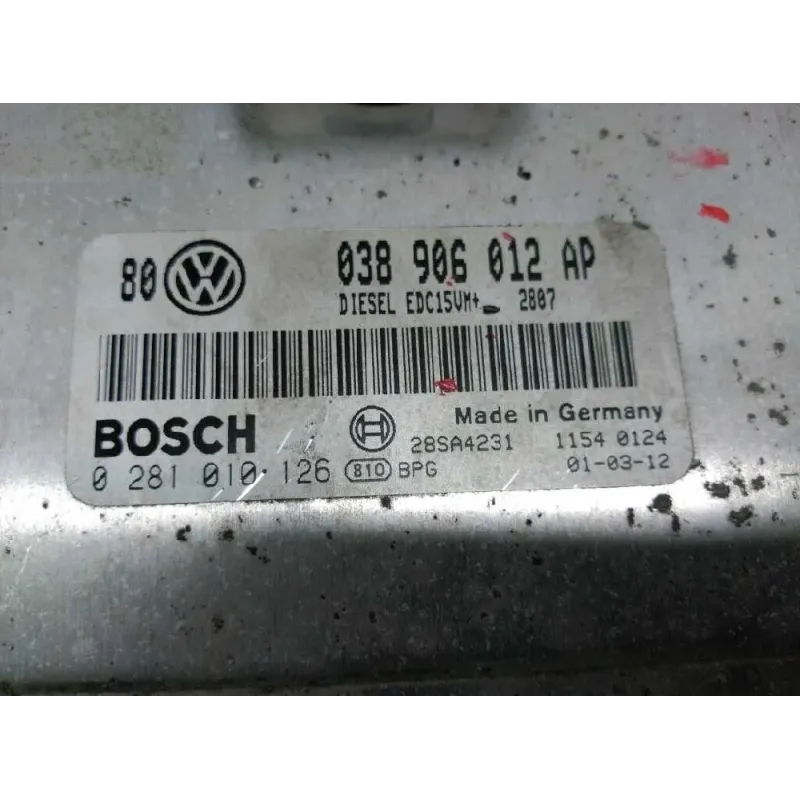 80 VW 038 906 012 AP
DIESEL EDC15VM+ 2807
BOSCH Made in Germany
28SA4231 1154 0124
0 281 010 126 810 BPG 01-03-12